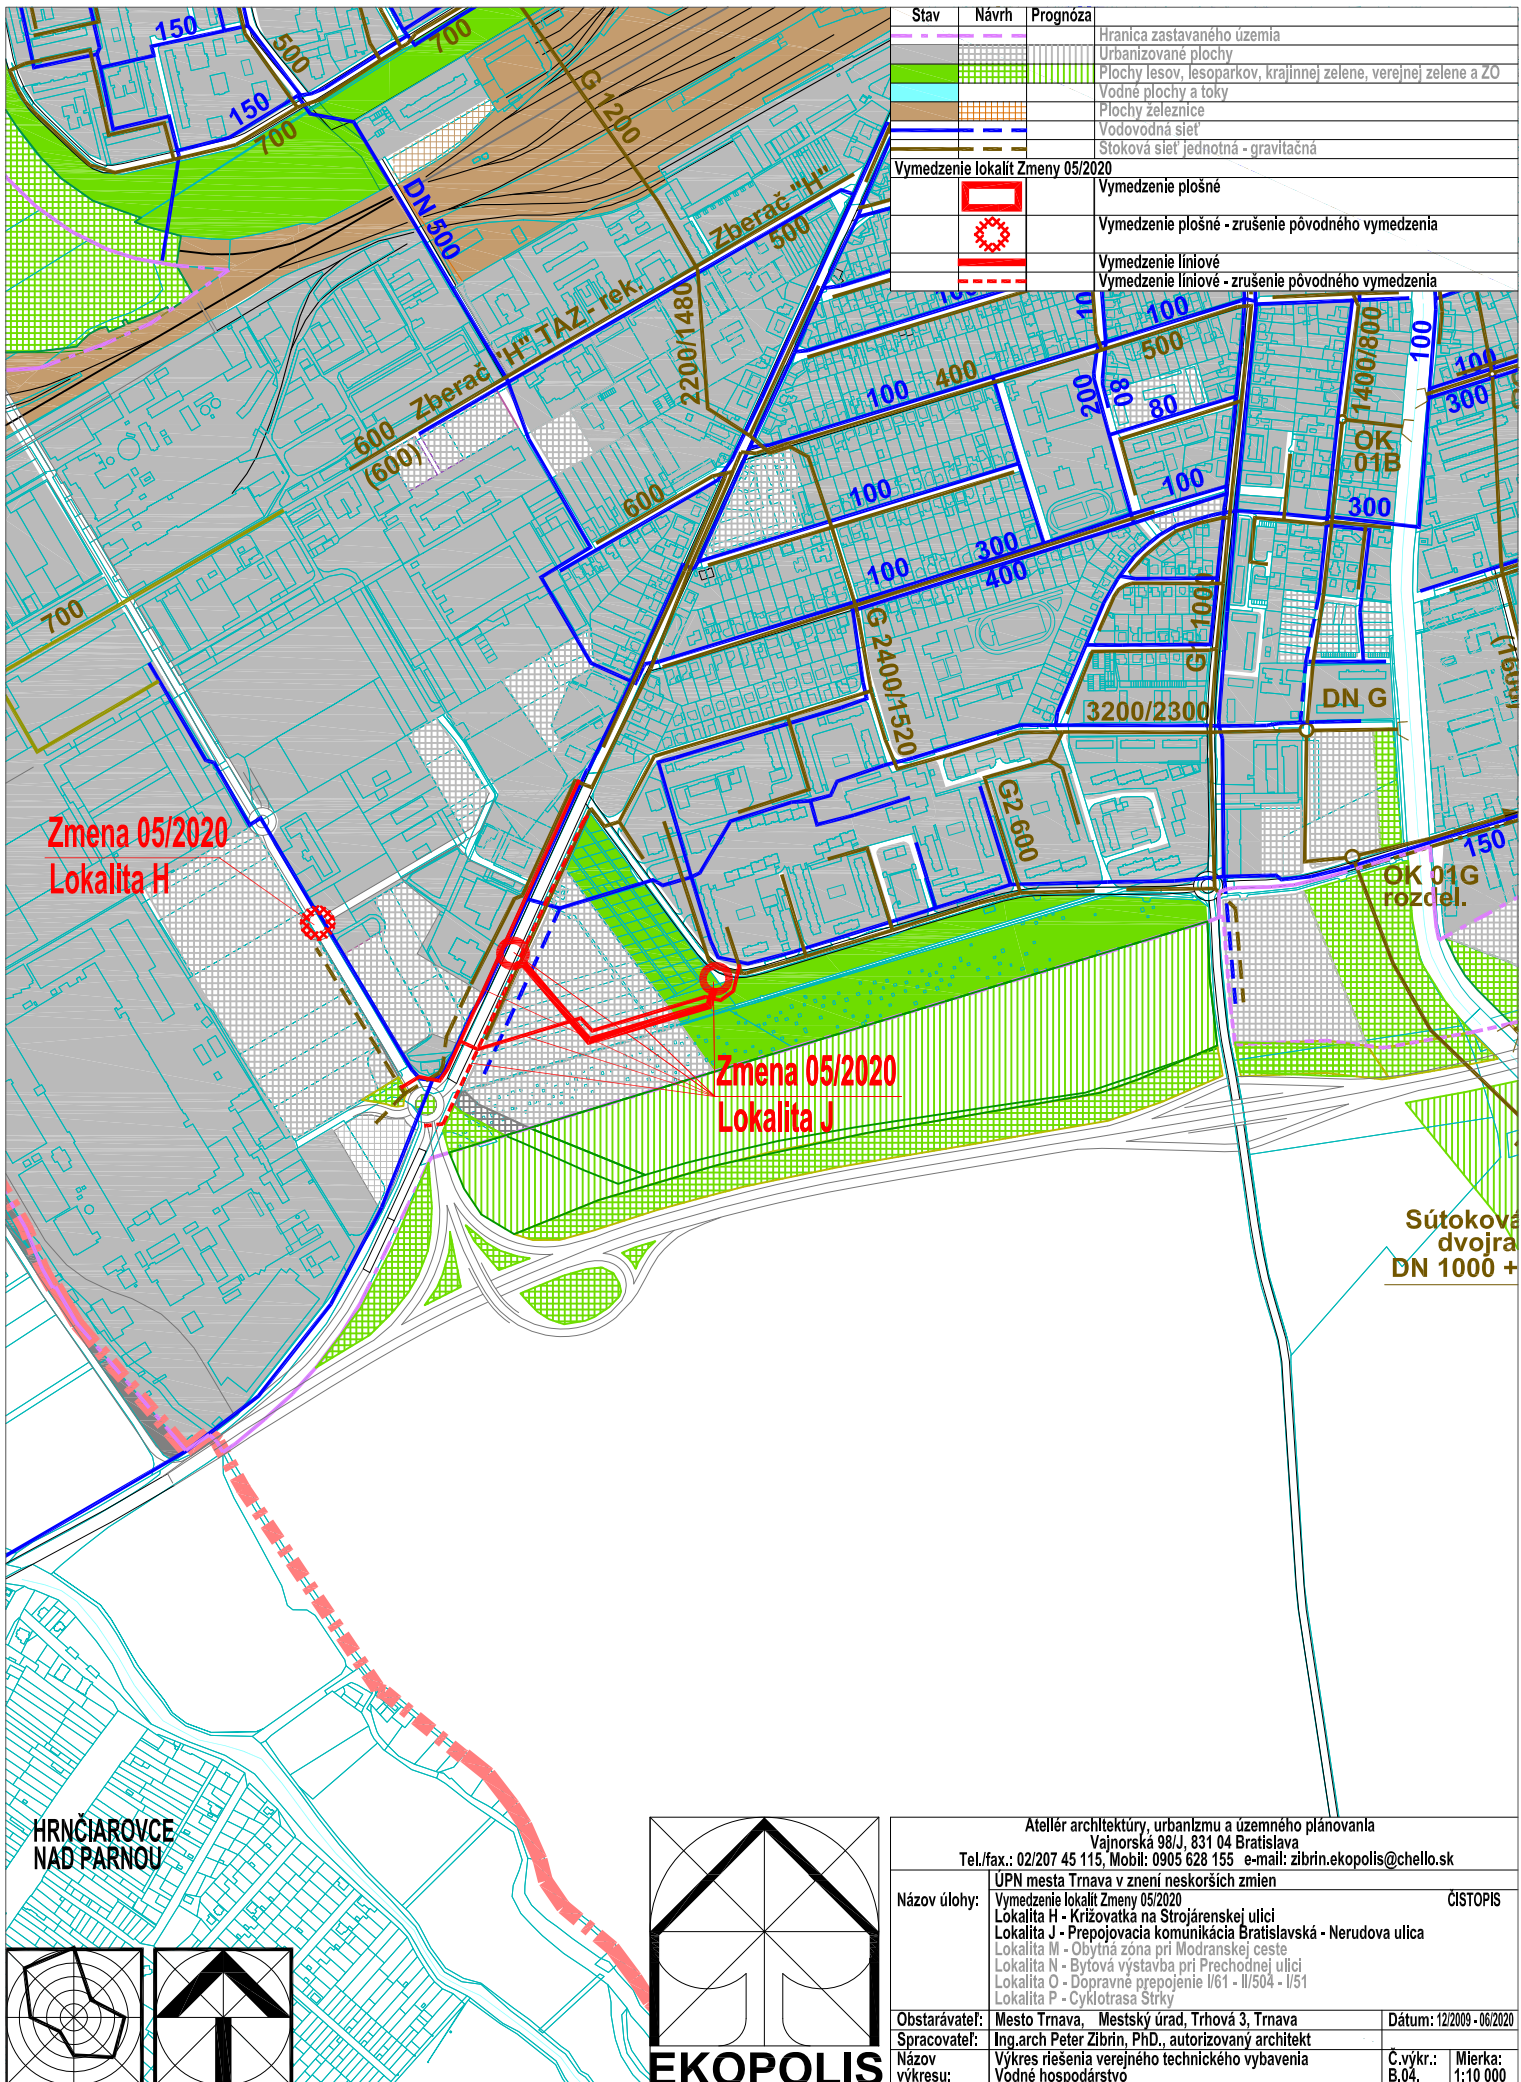 Stav Návrh Prognóza
Hranica zastavaného územia
Urbanizované plochy
Plochy lesov, lesoparkov, krajinnej zelene, verejnej zelene a ZO
Vodné plochy a toky
Plochy železnice
Vodovodná sieť
Stoková sieť jednotná - gravitačná
Vymedzenie lokalít Zmeny 05/2020
Vymedzenie plošné
Vymedzenie plošné - zrušenie pôvodného vymedzenia
Vymedzenie líniové
Vymedzenie líniové - zrušenie pôvodného vymedzenia
150
500
700
150
700
G 1200
DN 500
Zberač "H"
500
Zberač "H" TAZ - rek.
2200/1480
600
(600)
600
100
400
100
500
200
80
80
1400/800
100
100
300
OK
01B
300
100
100
100
300
400
G 2400/1520
G1 1000
700
3200/2300
DN G
G2 600
150
OK 01G
rozdel.
Zmena 05/2020
Lokalita H
Zmena 05/2020
Lokalita J
Sútoková
dvojra
DN 1000 +
HRNČIAROVCE
NAD PARNOU
EKOPOLIS
Ateliér architektúry, urbanizmu a územného plánovania
Vajnorská 98/J, 831 04 Bratislava
Tel./fax.: 02/207 45 115, Mobil: 0905 628 155 e-mail: zibrin.ekopolis@chello.sk
ÚPN mesta Trnava v znení neskorších zmien
Názov úlohy: Vymedzenie lokalít Zmeny 05/2020 ČISTOPIS
Lokalita H - Križovatka na Strojárenskej ulici
Lokalita J - Prepojovacia komunikácia Bratislavská - Nerudova ulica
Lokalita M - Obytná zóna pri Modranskej ceste
Lokalita N - Bytová výstavba pri Prechodnej ulici
Lokalita O - Dopravné prepojenie I/61 - II/504 - I/51
Lokalita P - Cyklotrasa Štrky
Obstarávateľ: Mesto Trnava, Mestský úrad, Trhová 3, Trnava Dátum: 12/2009 - 06/2020
Spracovateľ: Ing.arch Peter Zibrin, PhD., autorizovaný architekt
Názov výkresu: Výkres riešenia verejného technického vybavenia Č.výkr.: Mierka:
Vodné hospodárstvo B.04. 1:10 000